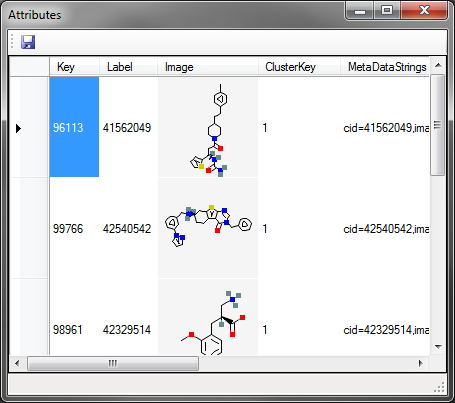 Attributes
Key Label Image ClusterKey MetaDataStrings
96113 41562049 1 cid=41562049,ima
99766 42540542 1 cid=42540542,ima
98961 42329514 1 cid=42329514,ima